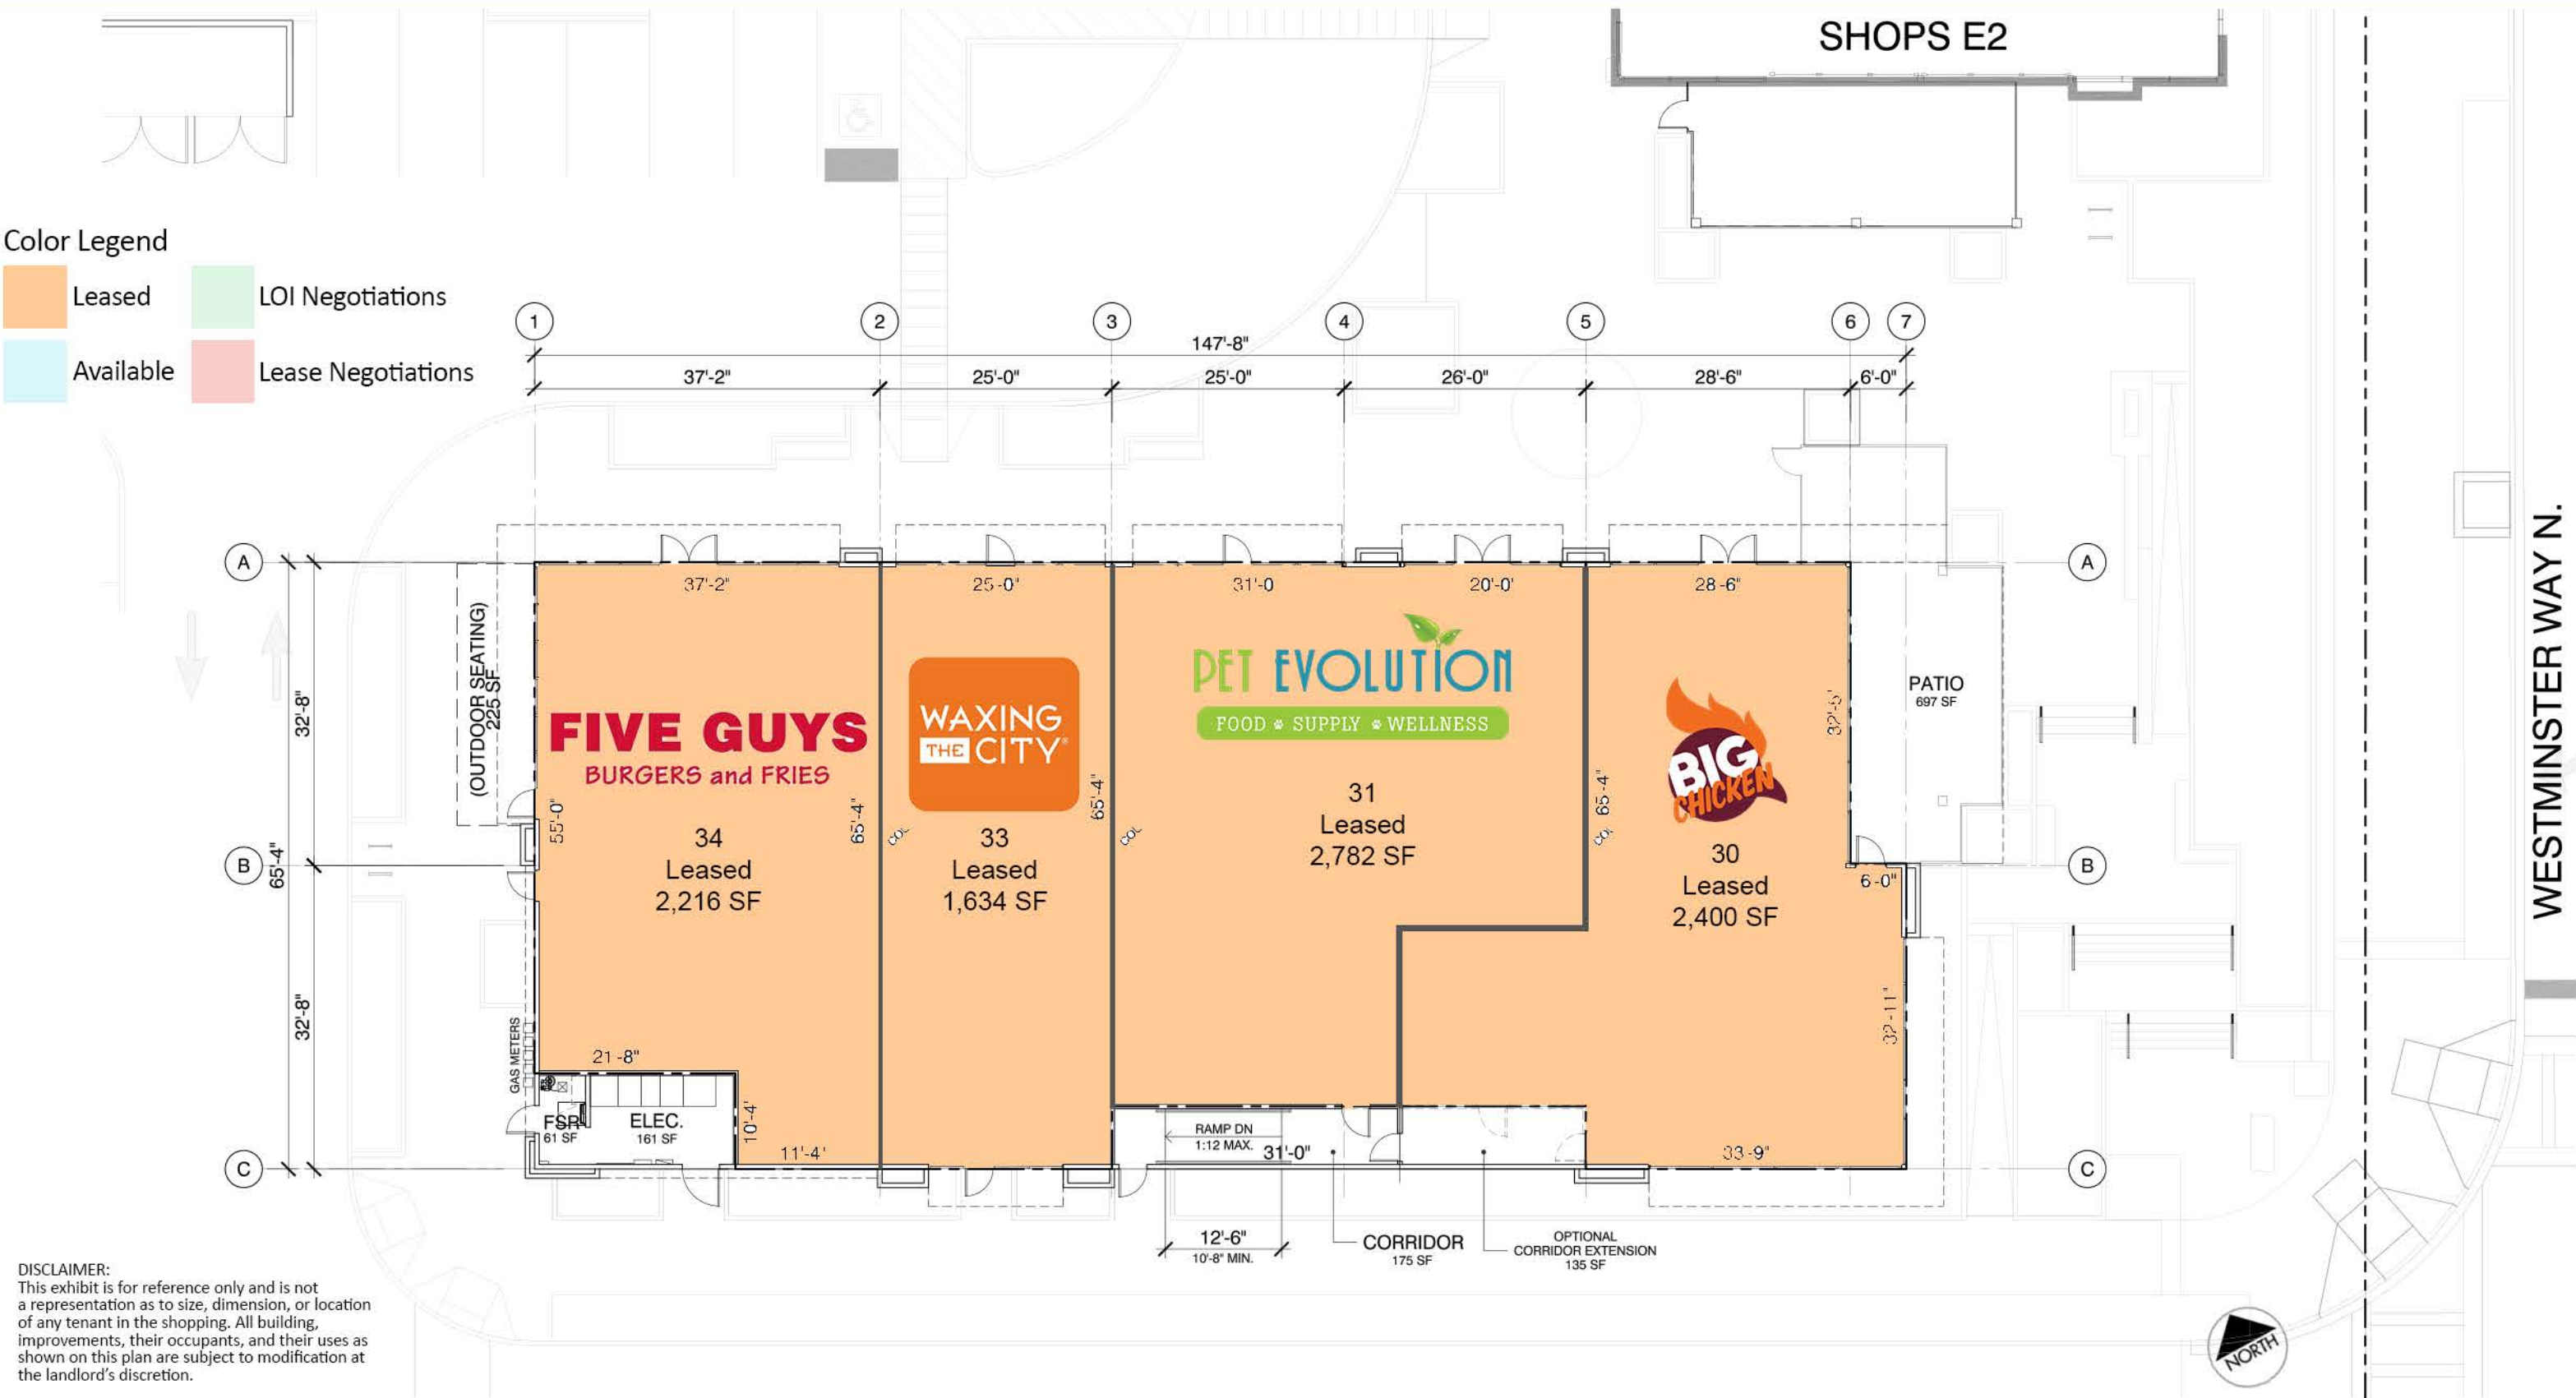 SHOPS E2
Color Legend
Leased
LOI Negotiations
Available
Lease Negotiations
1
2
3
4
5
6
7
147'-8"
37'-2"
25'-0"
25'-0"
26'-0"
28'-6"
6'-0"
A
A
37'-2"
25-0"
31'-0
20'-0'
28-6"
(OUTDOOR SEATING)
225 SF
32'-8"
65'-4"
32'-8"
FIVE GUYS
BURGERS and FRIES
55'-0"
65'-4"
34
Leased
2,216 SF
WAXING
THE CITY®
65'-4"
COL
33
Leased
1,634 SF
PET EVOLUTION
FOOD SUPPLY WELLNESS
COL
31
Leased
2,782 SF
65-4"
COL
BIG
CHICKEN
30
Leased
2,400 SF
PATIO
697 SF
WESTMINSTER WAY N.
B
B
6-0"
32'-11"
GAS METERS
21-8"
FSR
61 SF
ELEC.
161 SF
10'-4'
11'-4'
RAMP DN
1:12 MAX.
31'-0"
33-9"
C
C
12'-6"
10'-8" MIN.
CORRIDOR
175 SF
OPTIONAL
CORRIDOR EXTENSION
135 SF
DISCLAIMER:
This exhibit is for reference only and is not
a representation as to size, dimension, or location
of any tenant in the shopping. All building,
improvements, their occupants, and their uses as
shown on this plan are subject to modification at
the landlord's discretion.
NORTH